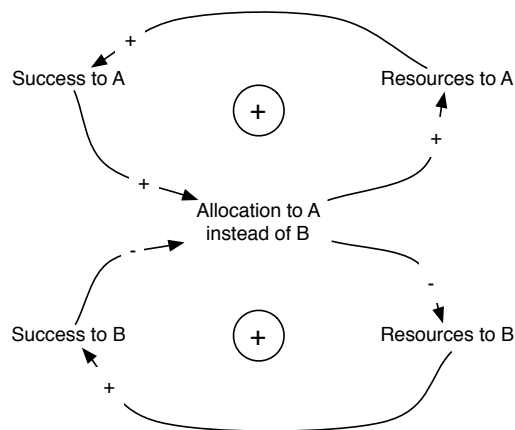 +
Success to A
Resources to A
+
+
+
Allocation to A
instead of B
-
-
Success to B
+
Resources to B
+